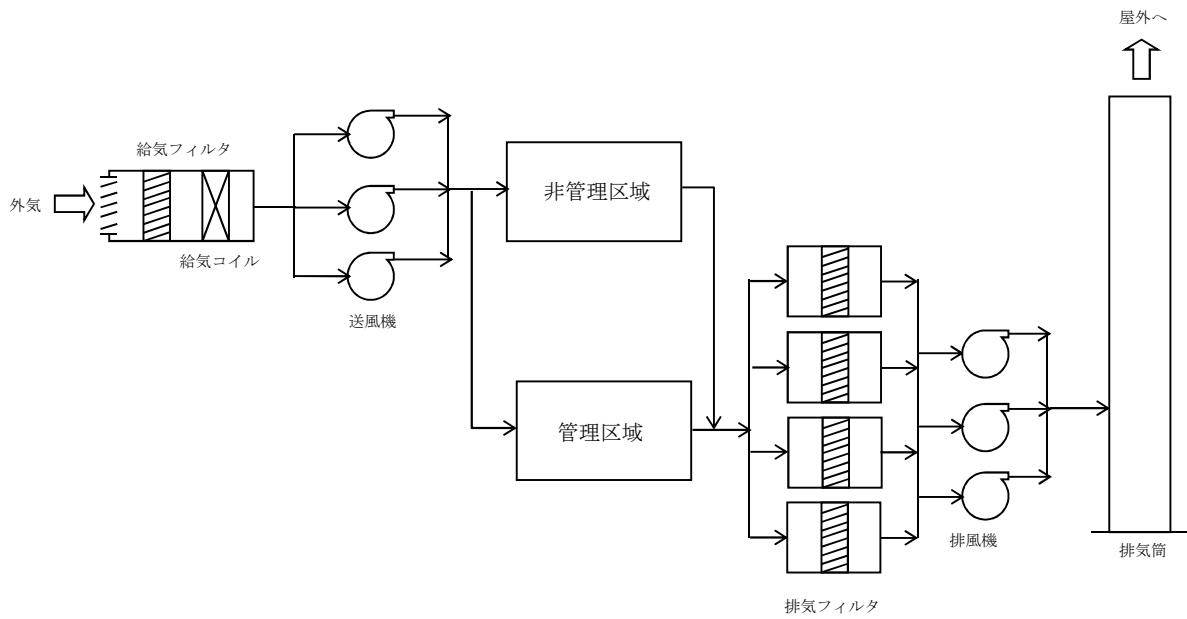 屋外へ
給気フィルタ
外気
給気コイル
送風機
非管理区域
管理区域
排気フィルタ
排風機
排気筒